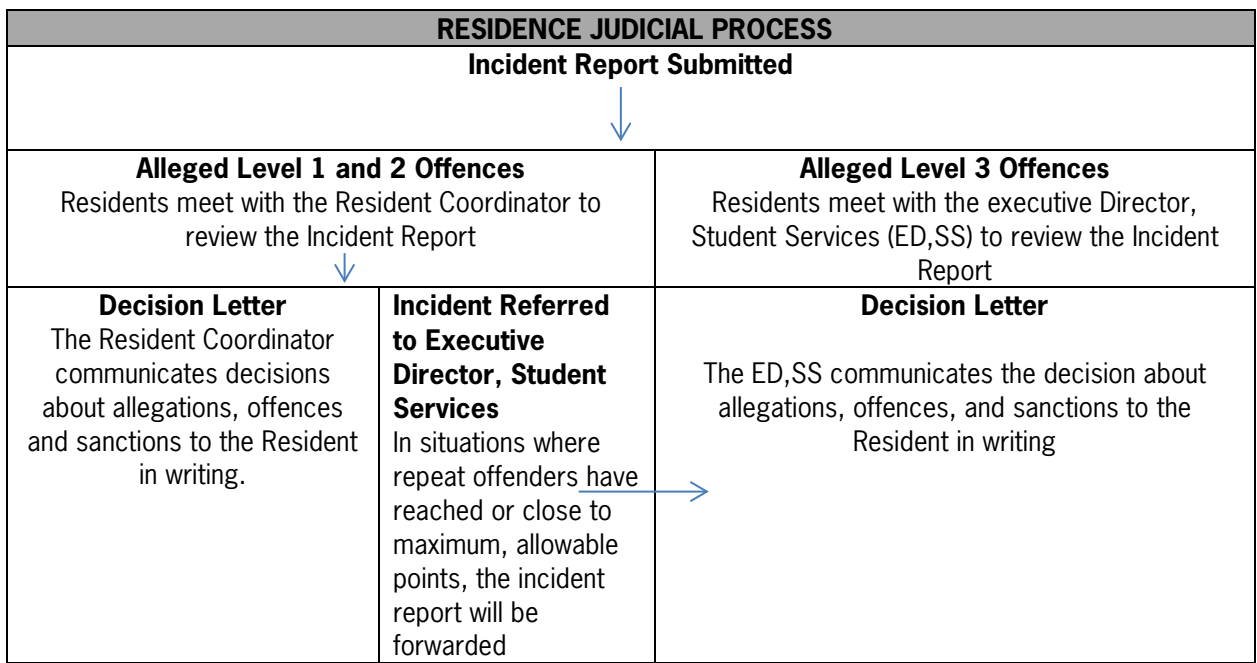 RESIDENCE JUDICIAL PROCESS
Incident Report Submitted
Alleged Level 1 and 2 Offences
Residents meet with the Resident Coordinator to
review the Incident Report
Alleged Level 3 Offences
Residents meet with the executive Director,
Student Services (ED,SS) to review the Incident
Report
Decision Letter
The Resident Coordinator
communicates decisions
about allegations, offences
and sanctions to the Resident
in writing.
Incident Referred
to Executive
Director, Student
Services
In situations where
repeat offenders have
reached or close to
maximum, allowable
points, the incident
report will be
forwarded
Decision Letter
The ED,SS communicates the decision about
allegations, offences, and sanctions to the
Resident in writing